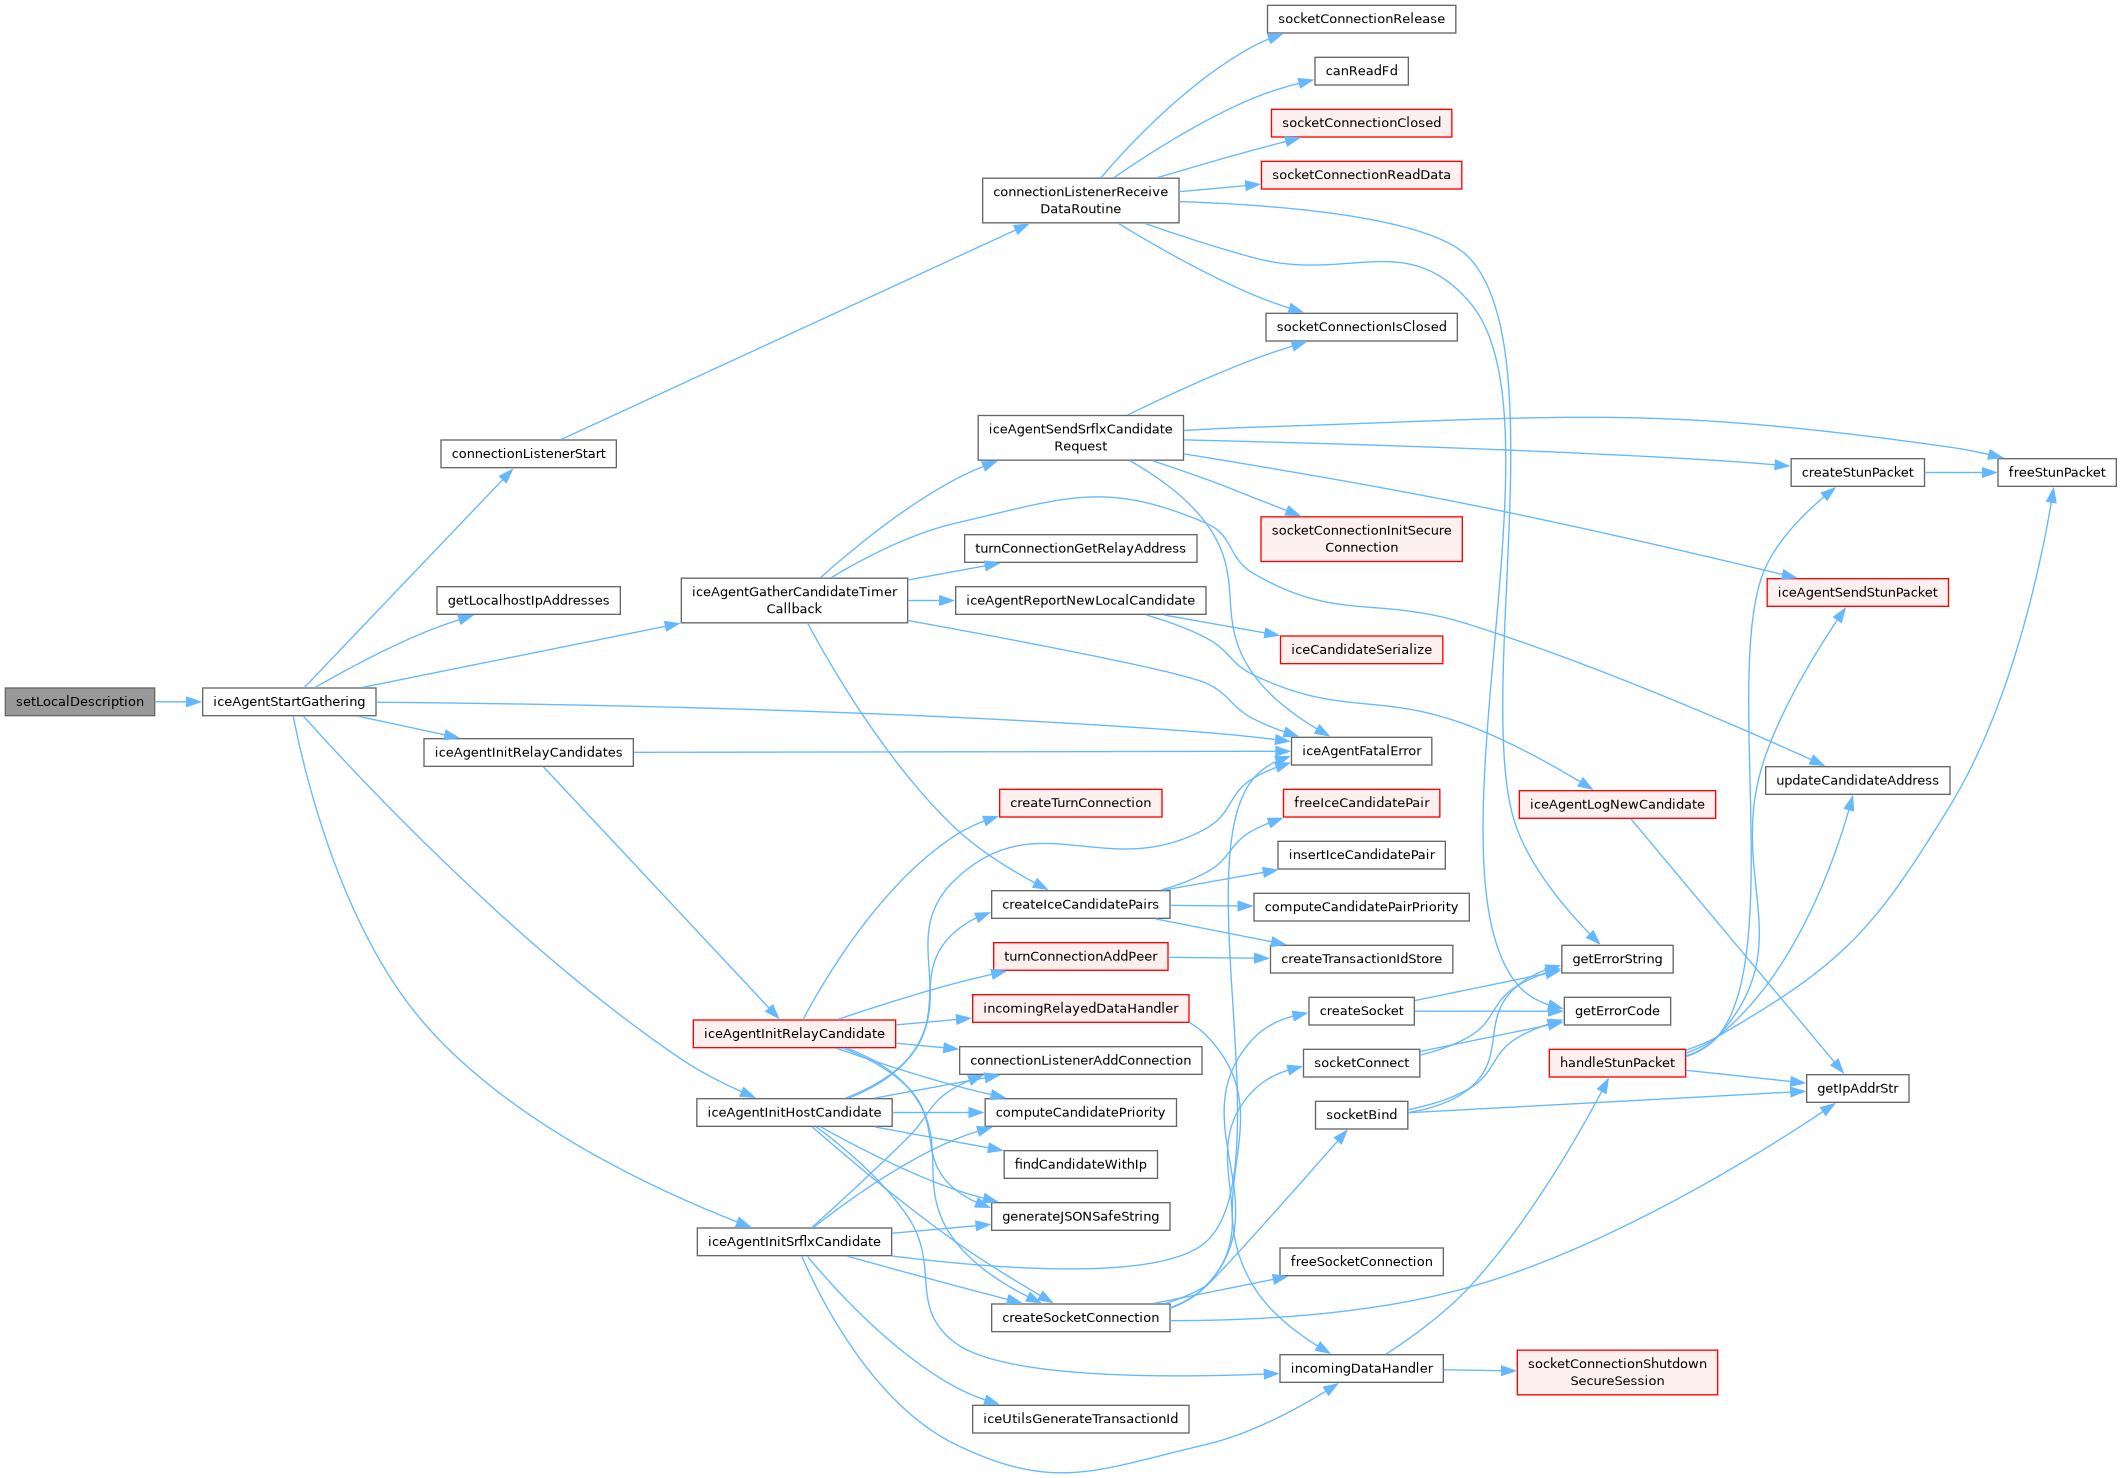 setLocalDescription
iceAgentStartGathering
connectionListenerStart
getLocalhostIpAddresses
iceAgentInitRelayCandidates
iceAgentGatherCandidateTimer
Callback
iceAgentInitRelayCandidate
iceAgentInitHostCandidate
iceAgentInitSrflxCandidate
connectionListenerReceive
DataRoutine
iceAgentSendSrflxCandidate
Request
turnConnectionGetRelayAddress
iceAgentReportNewLocalCandidate
createTurnConnection
createIceCandidatePairs
turnConnectionAddPeer
incomingRelayedDataHandler
connectionListenerAddConnection
computeCandidatePriority
findCandidateWithIp
generateJSONSafeString
createSocketConnection
iceUtilsGenerateTransactionId
socketConnectionRelease
canReadFd
socketConnectionClosed
socketConnectionReadData
socketConnectionIsClosed
socketConnectionInitSecure
Connection
iceCandidateSerialize
iceAgentFatalError
freeIceCandidatePair
insertIceCandidatePair
computeCandidatePairPriority
createTransactionIdStore
createSocket
socketConnect
socketBind
freeSocketConnection
incomingDataHandler
iceAgentLogNewCandidate
getErrorString
getErrorCode
handleStunPacket
socketConnectionShutdown
SecureSession
createStunPacket
iceAgentSendStunPacket
updateCandidateAddress
getIpAddrStr
freeStunPacket